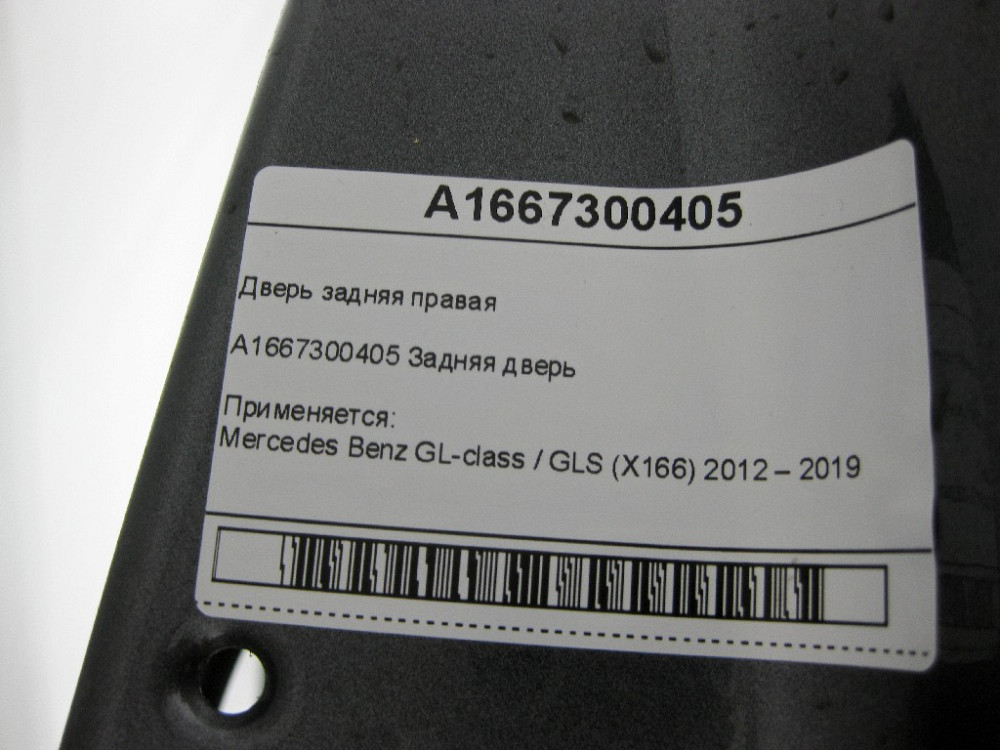 A1667300405
Дверь задняя правая
A1667300405 Задняя дверь
Применяется:
Mercedes Benz GL-class / GLS (X166) 2012 – 2019